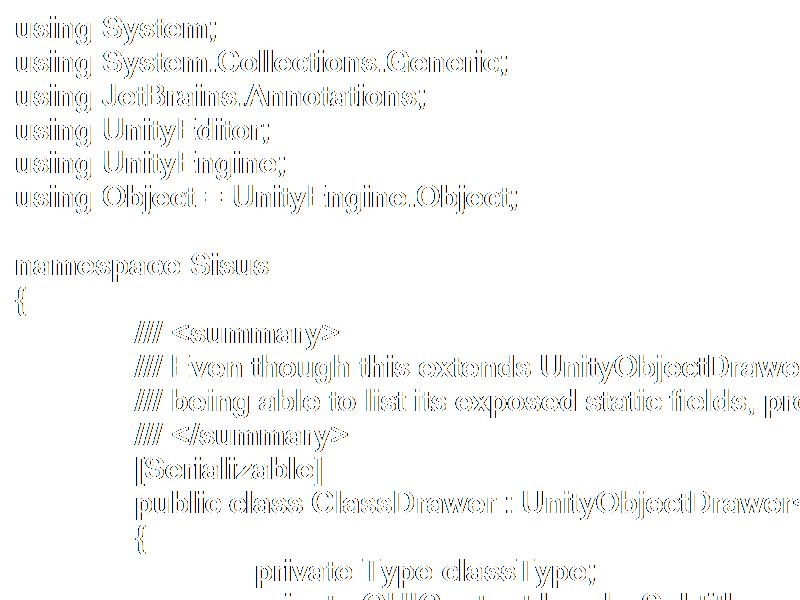 using System;
using System.Collections.Generic;
using JetBrains.Annotations;
using UnityEditor;
using UnityEngine;
using Object = UnityEngine.Object;

namespace Sisus
{
/// <summary>
/// Even though this extends UnityObjectDrawe
/// being able to list its exposed static fields, pro
/// </summary>
[Serializable]
public class ClassDrawer : UnityObjectDrawer<
{
private Type classType;